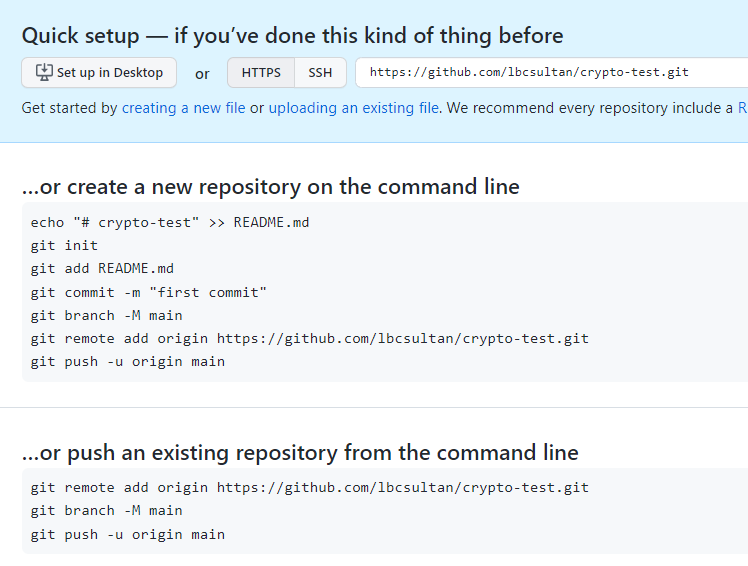 Quick setup — if you’ve done this kind of thing before
Set up in Desktop or HTTPS SSH https://github.com/lbcsultan/crypto-test.git
Get started by creating a new file or uploading an existing file. We recommend every repository include a R
…or create a new repository on the command line
echo "# crypto-test" >> README.md
git init
git add README.md
git commit -m "first commit"
git branch -M main
git remote add origin https://github.com/lbcsultan/crypto-test.git
git push -u origin main
…or push an existing repository from the command line
git remote add origin https://github.com/lbcsultan/crypto-test.git
git branch -M main
git push -u origin main